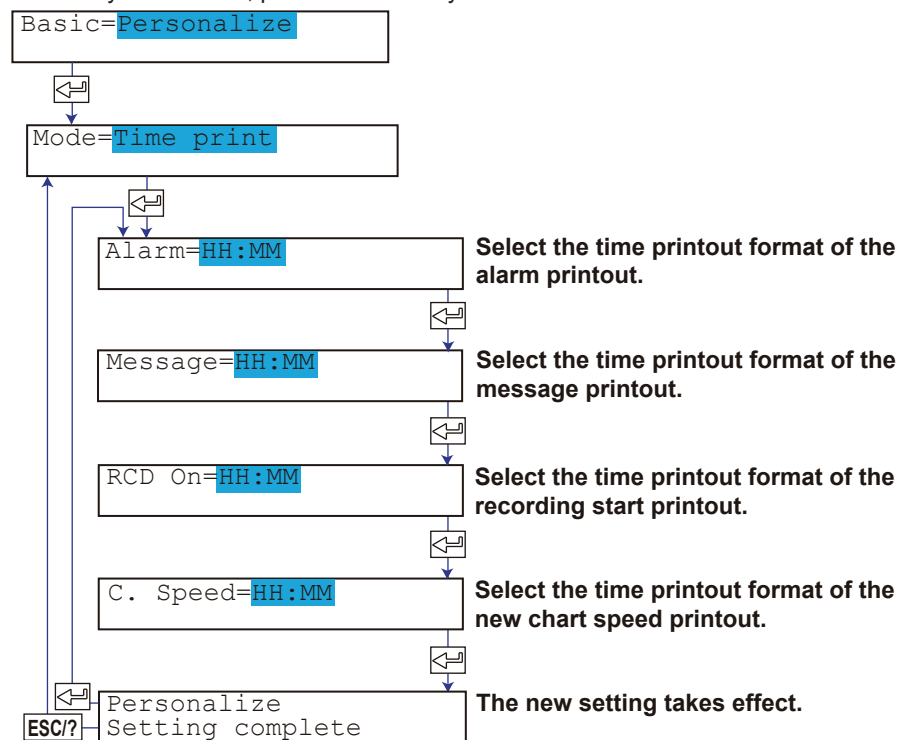 Basic=Personalize
Mode=Time print
Alarm=HH:MM
Select the time printout format of the
alarm printout.
Message=HH:MM
Select the time printout format of the
message printout.
RCD On=HH:MM
Select the time printout format of the
recording start printout.
C. Speed=HH:MM
Select the time printout format of the
new chart speed printout.
Personalize
Setting complete
The new setting takes effect.
ESC/?